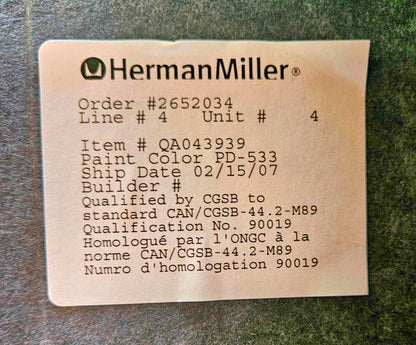 HermanMiller®
Order #2652034
Line # 4 Unit # 4
Item # QA043939
Paint Color PD-533
Ship Date 02/15/07
Builder #
Qualified by CGSB to
standard CAN/CGSB-44.2-M89
Qualification No. 90019
Homologué par l'ONGC à la
norme CAN/CGSB-44.2-M89
Numro d'homologation 90019